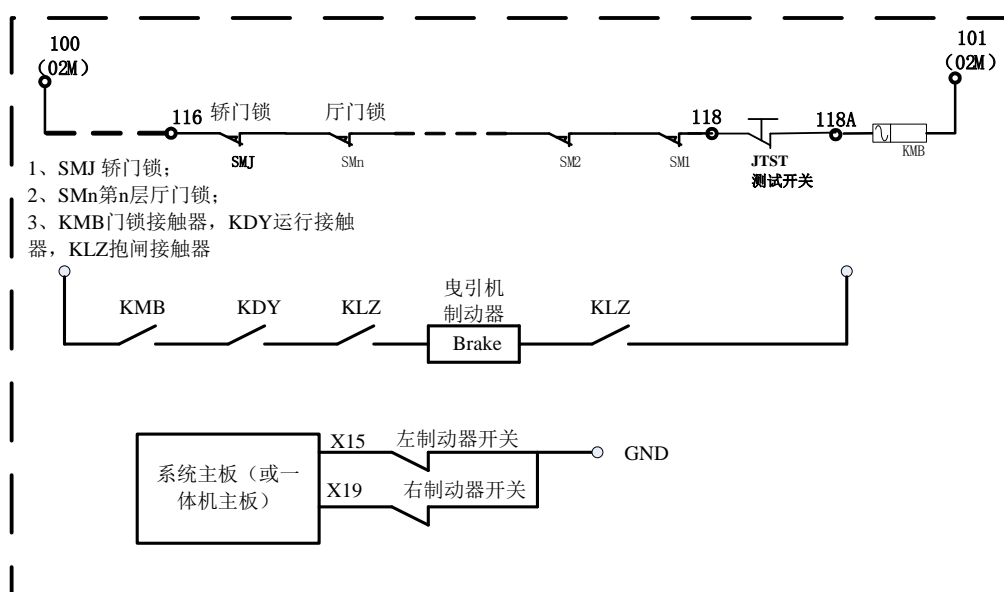 100
（02M）
101
（02M）
116
轿门锁
厅门锁
118
118A
SMJ
SMn
SM2
SM1
JTST
测试开关
KMB
1、SMJ 轿门锁；
2、SMn第n层厅门锁；
3、KMB门锁接触器，KDY运行接触
器，KLZ抱闸接触器
KMB
KDY
KLZ
曳引机
制动器
Brake
KLZ
系统主板（或一
体机主板）
X15
左制动器开关
GND
X19
右制动器开关